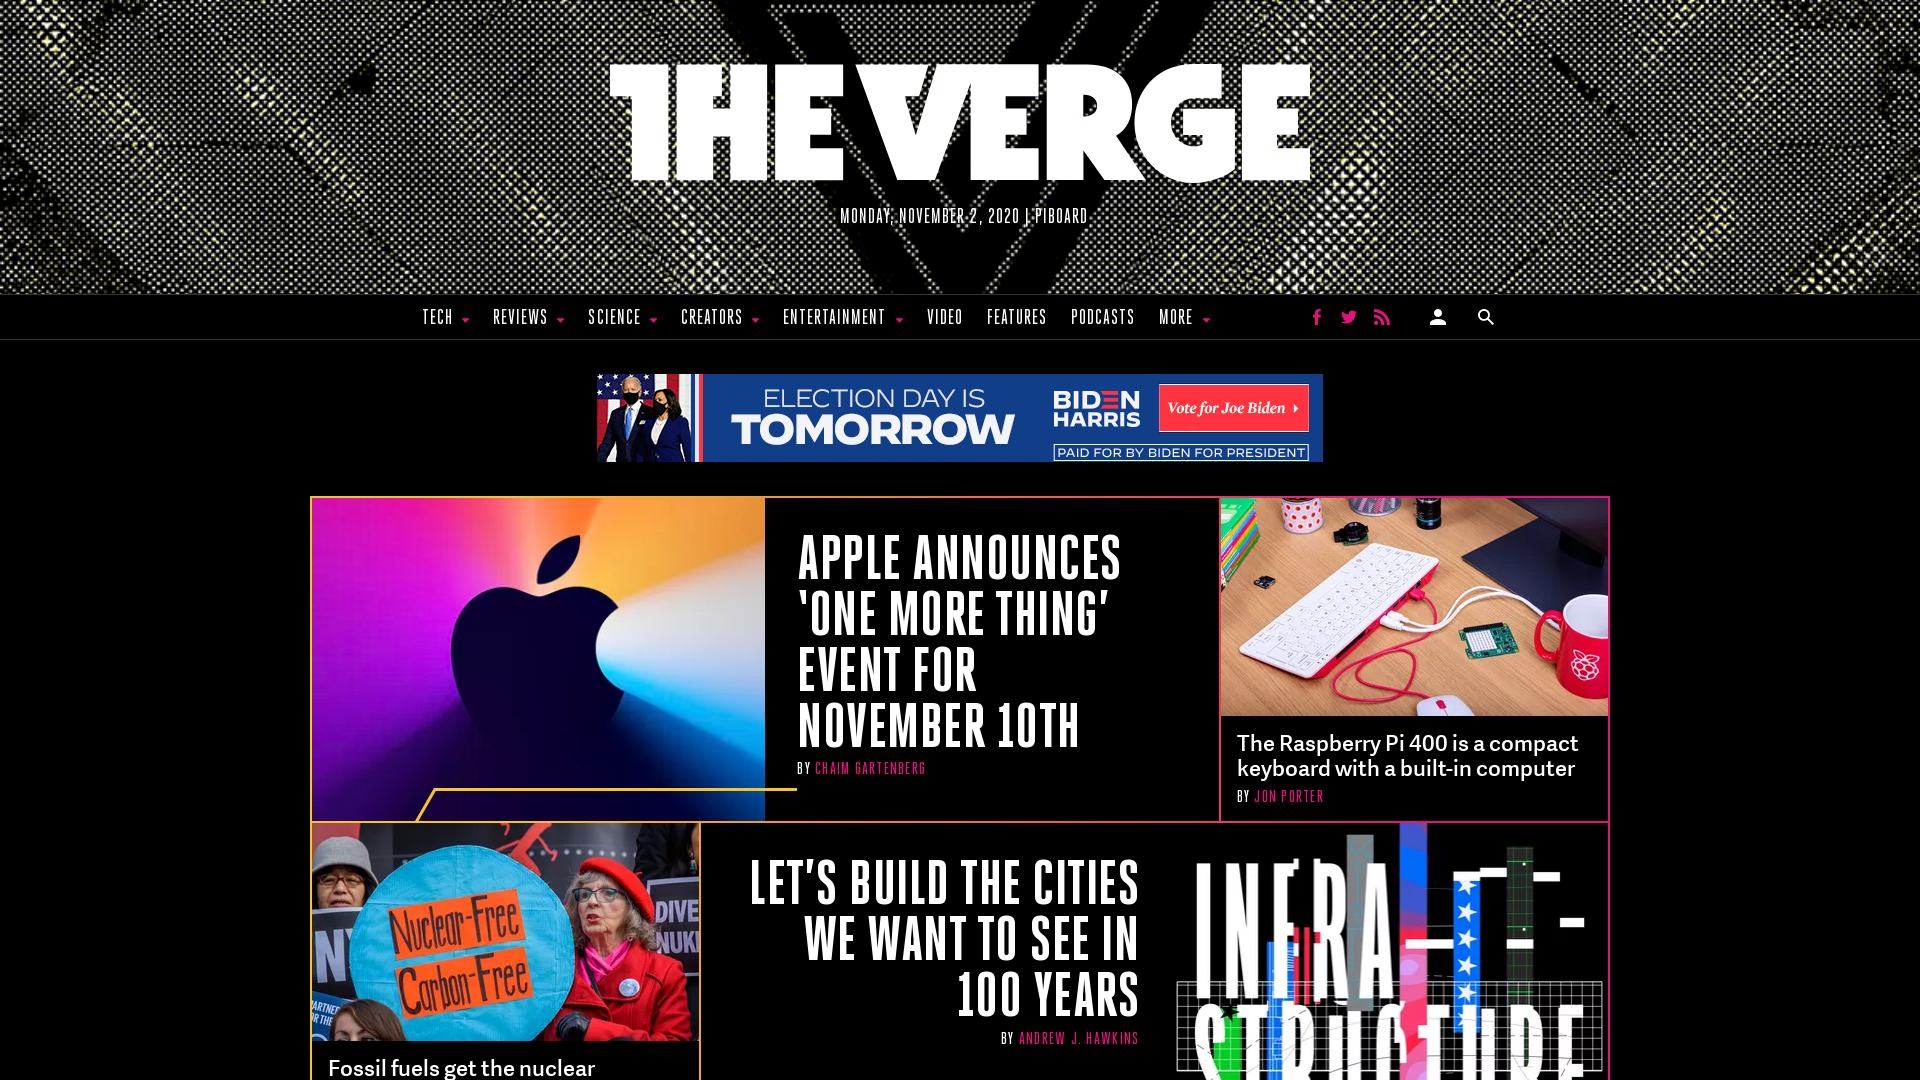 THE VERGE
MONDAY, NOVEMBER 2, 2020 | PIBOARD
TECH
REVIEWS
SCIENCE
CREATORS
ENTERTAINMENT
VIDEO
FEATURES
PODCASTS
MORE
ELECTION DAY IS
TOMORROW
BIDEN
HARRIS
Vote for Joe Biden
PAID FOR BY BIDEN FOR PRESIDENT
APPLE ANNOUNCES
‘ONE MORE THING’
EVENT FOR
NOVEMBER 10TH
BY CHAIM GARTENBERG
The Raspberry Pi 400 is a compact
keyboard with a built-in computer
BY JON PORTER
Nuclear-Free
Carbon-Free
Fossil fuels get the nuclear
LET’S BUILD THE CITIES
WE WANT TO SEE IN
100 YEARS
BY ANDREW J. HAWKINS
INFRA
STRUCTURE